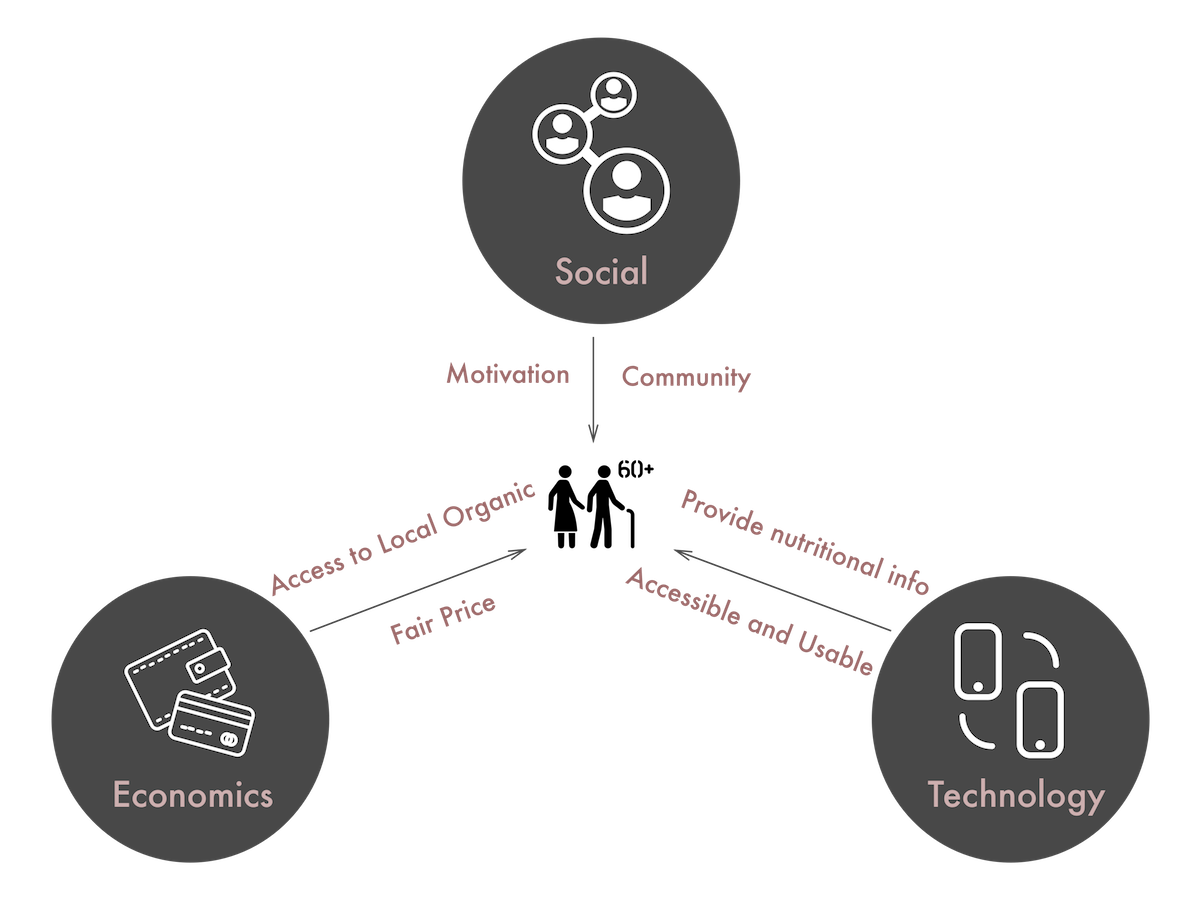 Social
Motivation
Community
60+
Access to Local Organic
Fair Price
Provide nutritional info
Accessible and Usable
Economics
Technology